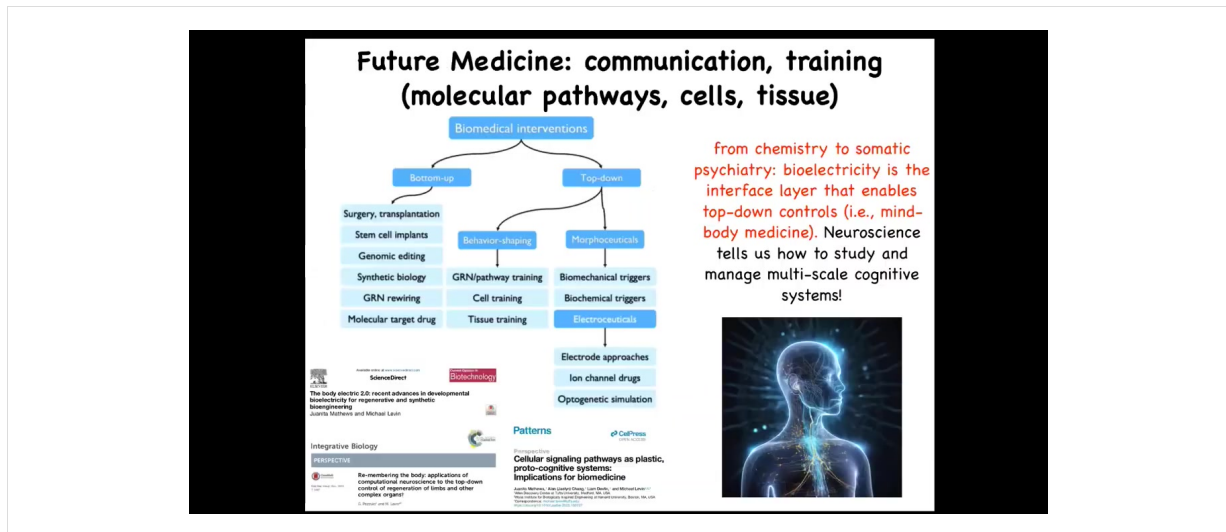 Future Medicine: communication, training
(molecular pathways, cells, tissue)
Biomedical interventions
Bottom-up
Top-down
Surgery, transplantation
Stem cell implants
Genomic editing
Synthetic biology
GRN rewiring
Molecular target drug
Behavior-shaping
GRN/pathway training
Cell training
Tissue training
Morphoceuticals
Biomechanical triggers
Biochemical triggers
Electroceuticals
Electrode approaches
Ion channel drugs
Optogenetic simulation
from chemistry to somatic
psychiatry: bioelectricity is the
interface layer that enables
top-down controls (i.e., mind-
body medicine). Neuroscience
tells us how to study and
manage multi-scale cognitive
systems!
ELSEVIER
ScienceDirect
Biotechnology
The body electric 2.0: recent advances in developmental
bioelectricity for regenerative and synthetic
bioengineering
Juanita Mathews and Michael Levin
Integrative Biology
PERSPECTIVE
Re-membering the body: applications of
computational neuroscience to the top-down
control of regeneration of limbs and other
complex organs†
Patterns
CelPress
OPEN ACCESS
Perspective
Cellular signaling pathways as plastic,
proto-cognitive systems:
Implications for biomedicine